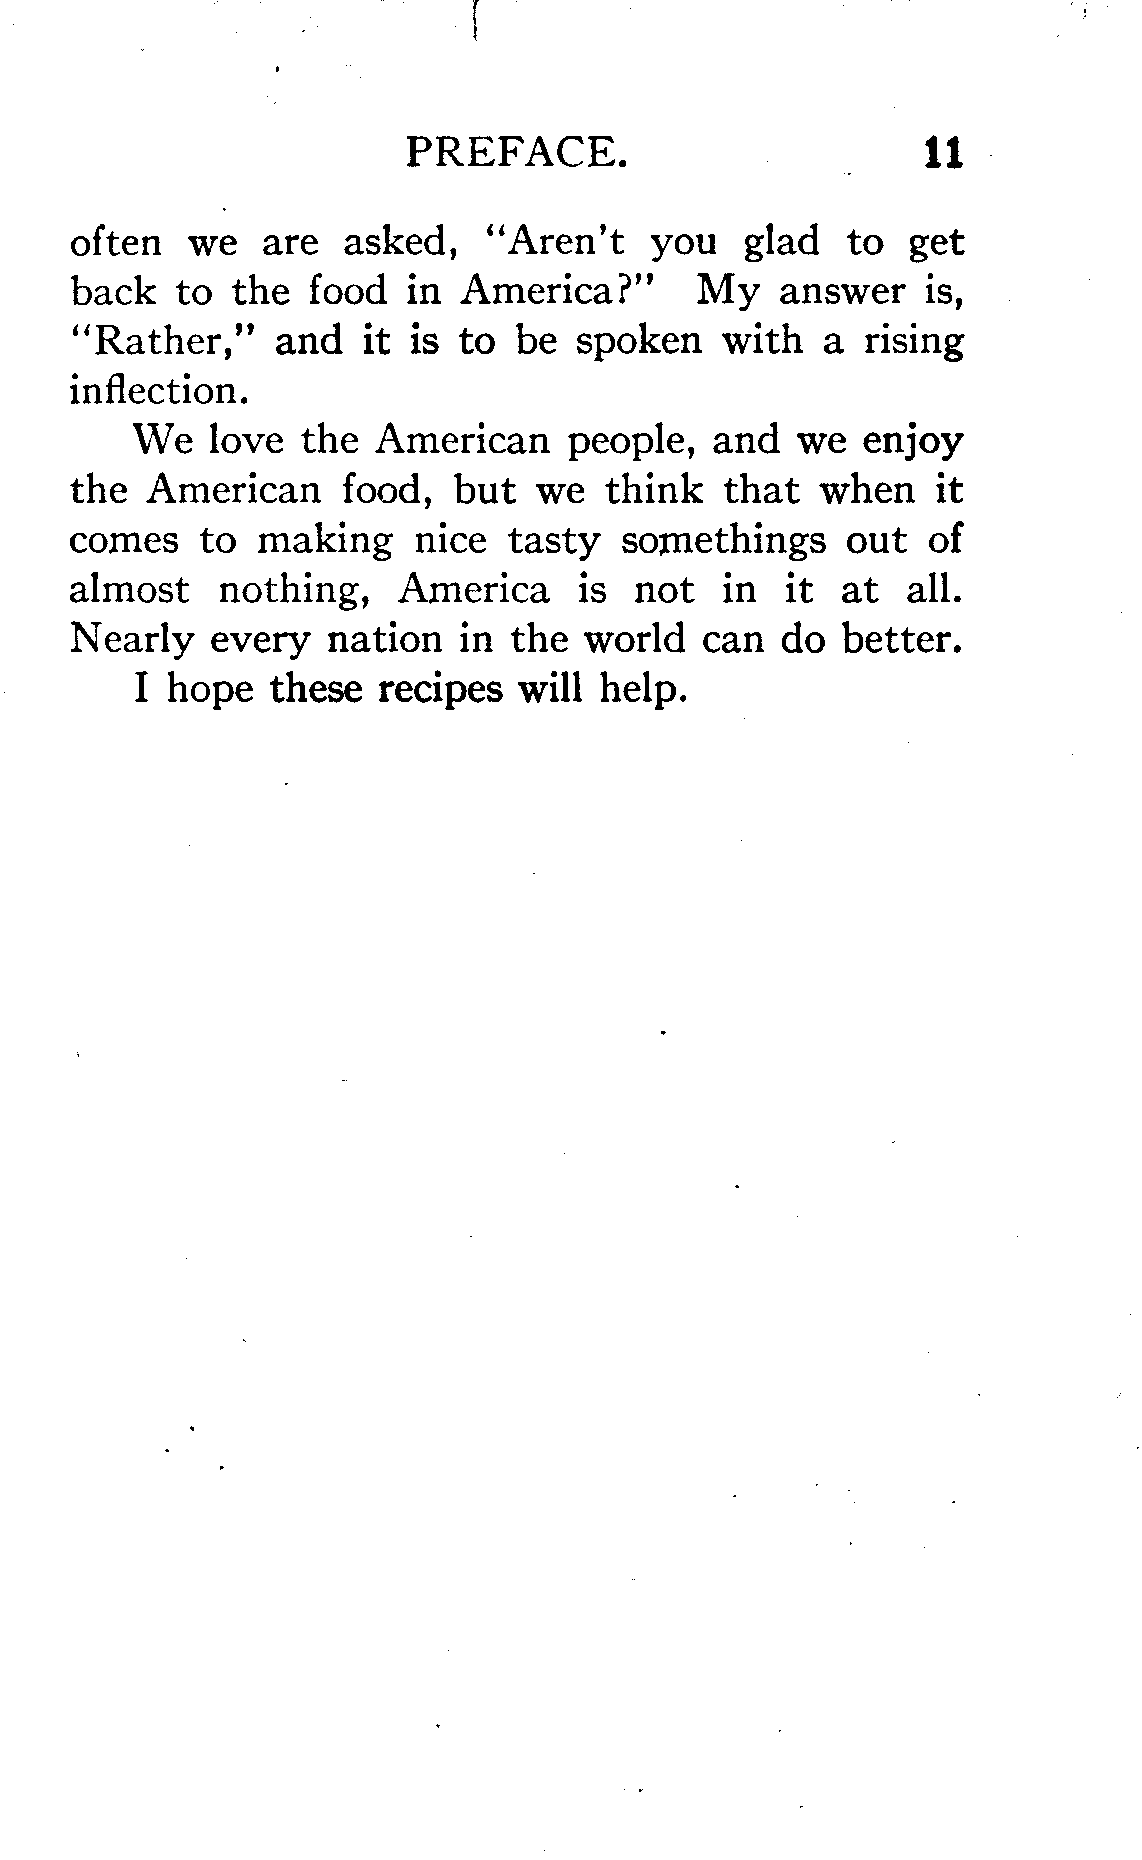 PREFACE. 11
often we are asked, "Aren't you glad to get
back to the food in America?" My answer is,
"Rather," and it is to be spoken with a rising
inflection.
We love the American people, and we enjoy
the American food, but we think that when it
comes to making nice tasty somethings out of
almost nothing, America is not in it at all.
Nearly every nation in the world can do better.
I hope these recipes will help.